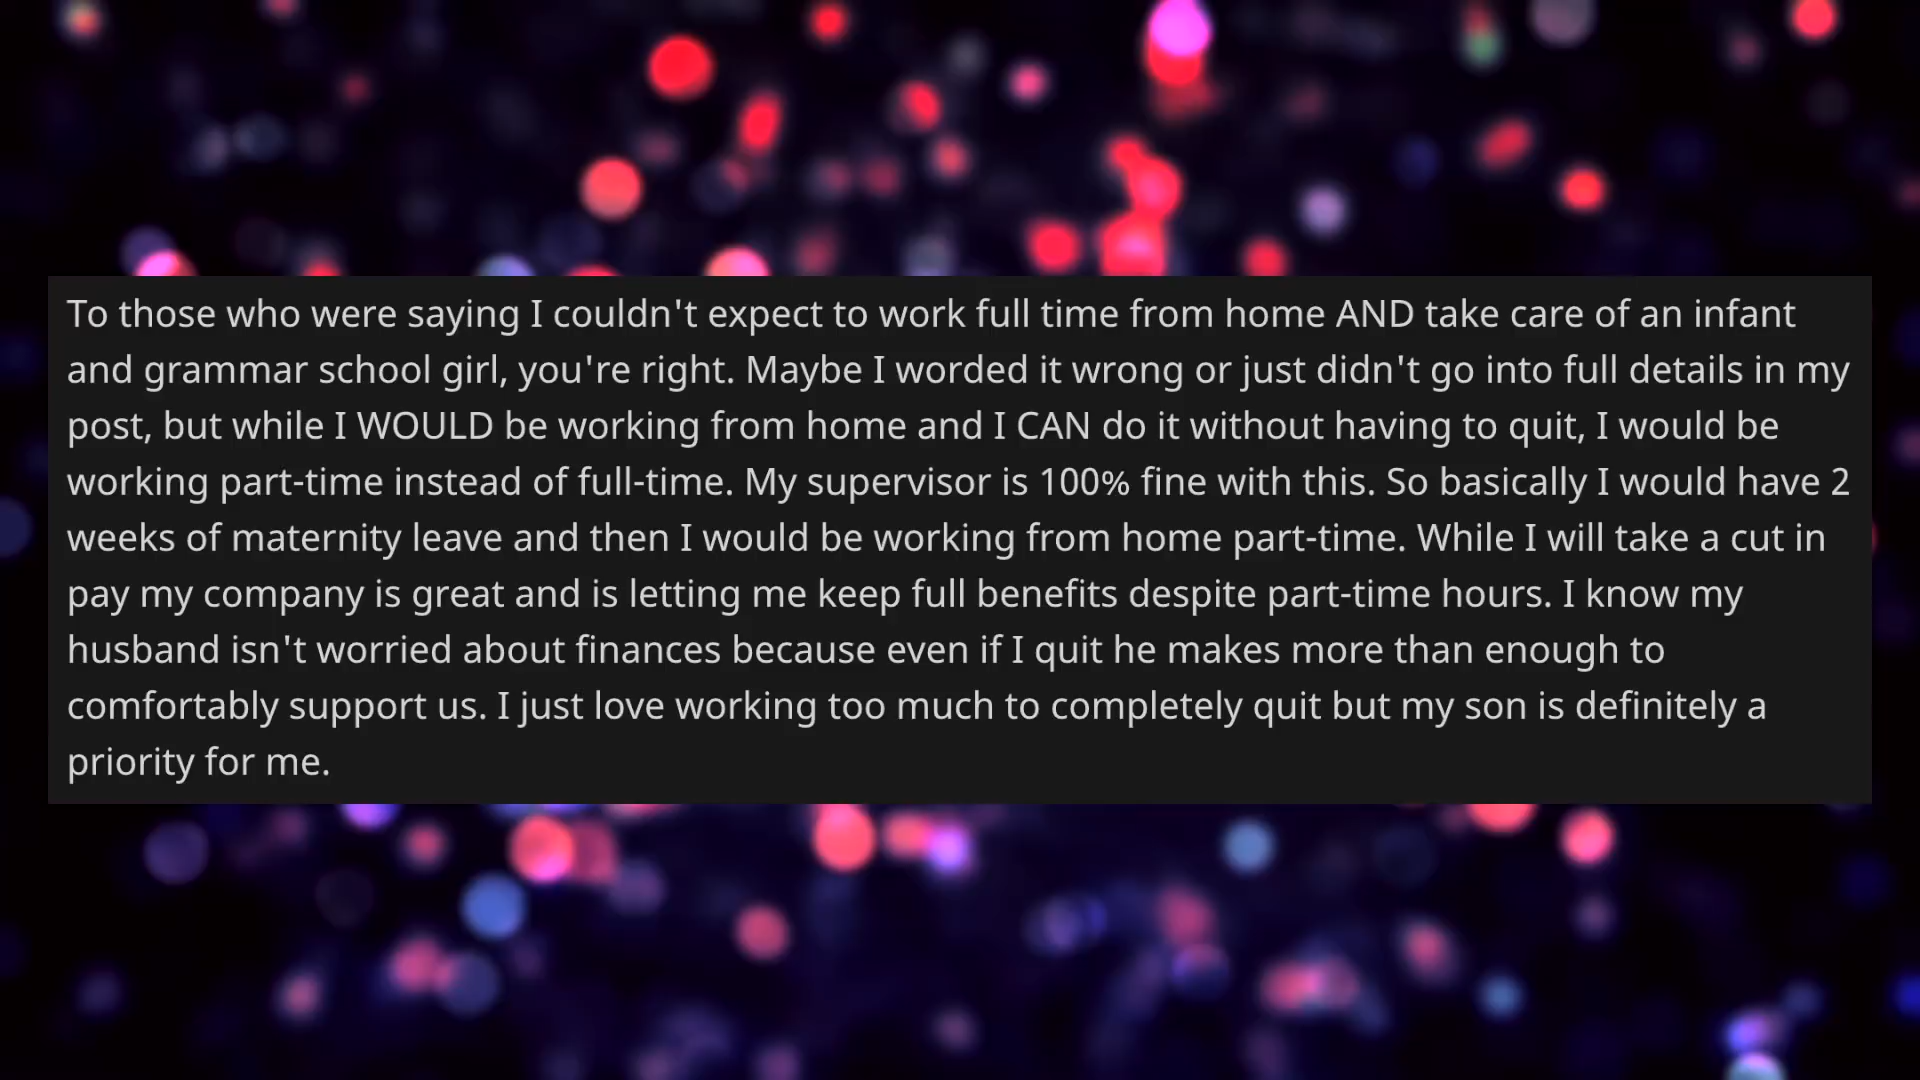 To those who were saying I couldn't expect to work full time from home AND take care of an infant
and grammar school girl, you're right. Maybe I worded it wrong or just didn't go into full details in my
post, but while I WOULD be working from home and I CAN do it without having to quit, I would be
working part-time instead of full-time. My supervisor is 100% fine with this. So basically I would have 2
weeks of maternity leave and then I would be working from home part-time. While I will take a cut in
pay my company is great and is letting me keep full benefits despite part-time hours. I know my
husband isn't worried about finances because even if I quit he makes more than enough to
comfortably support us. I just love working too much to completely quit but my son is definitely a
priority for me.